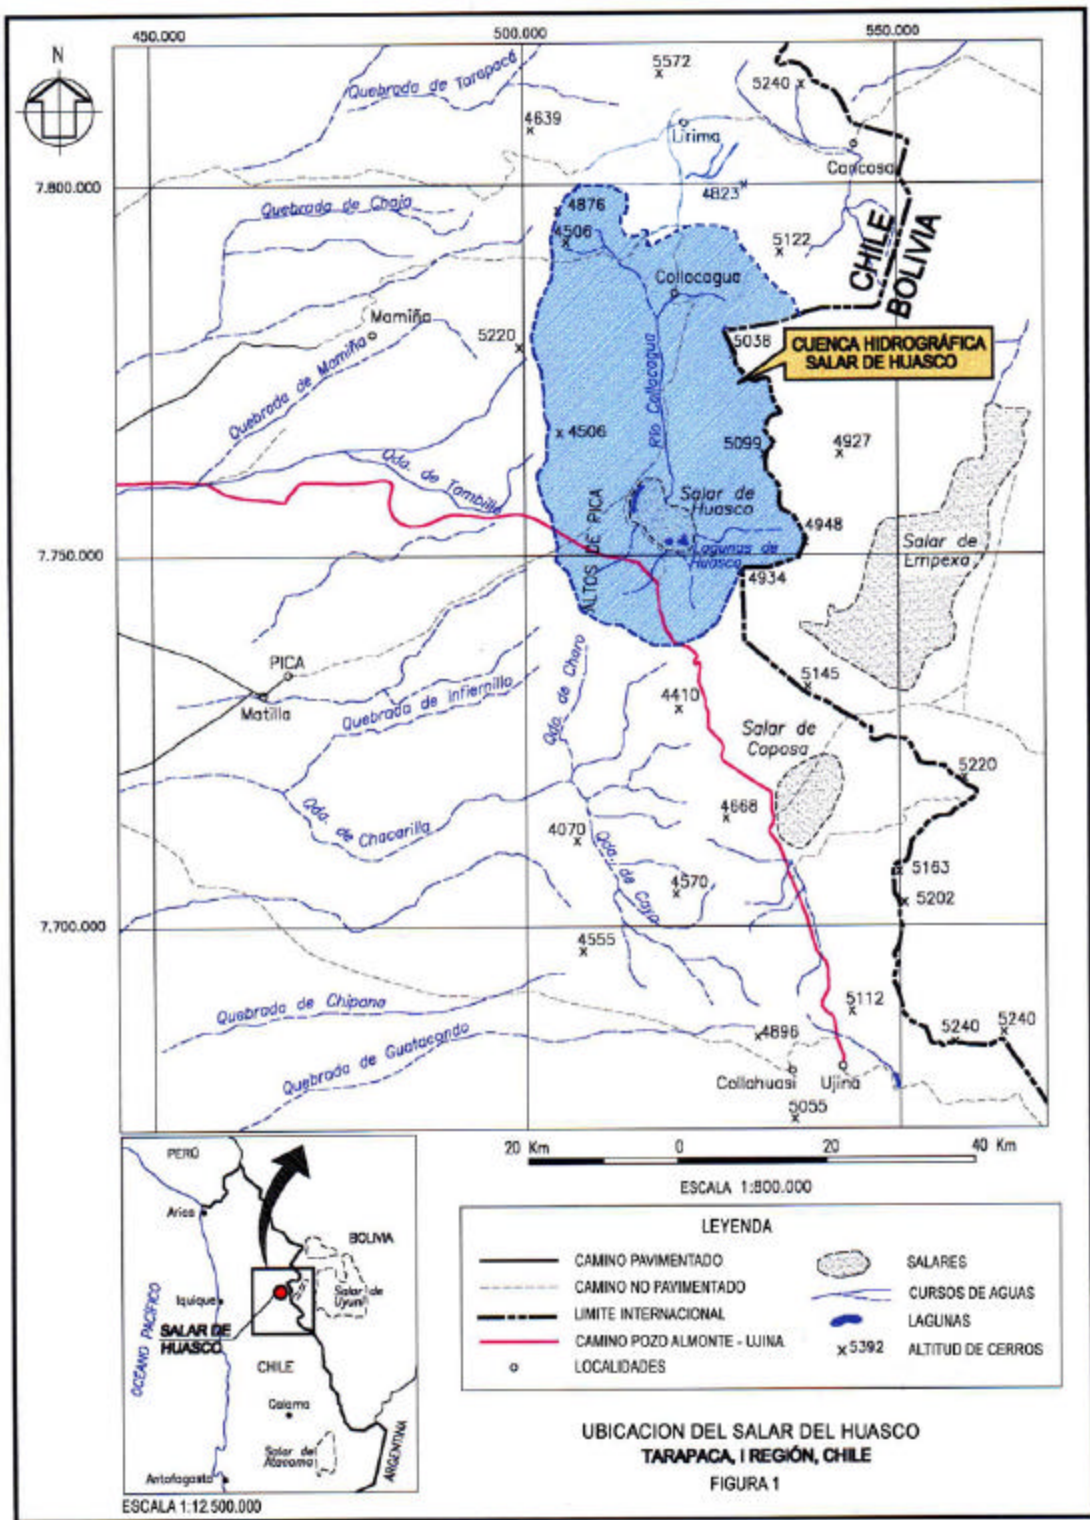 450.000
500.000
550.000
N
Quebrada de Tarapacá
5572
5240
4639
Lirima
Cancosa
7.800.000
4823
4876
Quebrada de Chaja
4506
5122
CHILE
BOLIVIA
Collacagua
Mamiña
5220
5038
CUENCA HIDROGRÁFICA
SALAR DE HUASCO
Quebrada de Mamiña
Río Collacagua
4506
5099
4927
Qda. de Tambillo
Salar de
Huasco
4948
ALTOS DE PICA
Lagunas de
Huasco
Salar de
Empexa
7.750.000
4934
PICA
5145
Matilla
Quebrada de Infiernillo
Qda. de Charo
4410
Salar de
Coposa
5220
Qda. de Chacarilla
4668
4070
Qda. de Caya
5163
4570
5202
7.700.000
4555
Quebrada de Chipana
5112
5240
5240
4896
Quebrada de Guatacondo
Collahuasi
Ujina
5055
20 Km
0
20
40 Km
ESCALA 1:800.000
PERÚ
Arica
BOLIVIA
Salar de
Uyuni
Iquique
OCEANO PACÍFICO
SALAR DE
HUASCO
CHILE
Calama
Salar de
Atacama
ARGENTINA
Antofagasta
ESCALA 1:12.500.000
LEYENDA
CAMINO PAVIMENTADO
CAMINO NO PAVIMENTADO
LIMITE INTERNACIONAL
CAMINO POZO ALMONTE - UJINA
LOCALIDADES
SALARES
CURSOS DE AGUAS
LAGUNAS
x5392 ALTITUD DE CERROS
UBICACION DEL SALAR DEL HUASCO
TARAPACA, I REGIÓN, CHILE
FIGURA 1